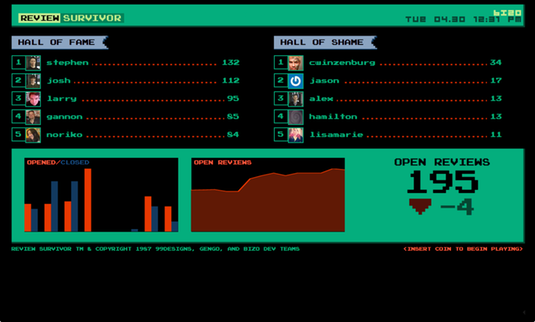 REVIEW SURVIVOR
TUE 04.30 12:31 PM
HALL OF FAME
1 stephen 132
2 josh 112
3 larry 95
4 gannon 85
5 noriko 84
HALL OF SHAME
1 cwinzenburg 34
2 jason 17
3 alex 13
4 hamilton 13
5 lisamarie 11
OPENED/CLOSED
OPEN REVIEWS
OPEN REVIEWS
195
-4
REVIEW SURVIVOR TM & COPYRIGHT 1987 99DESIGNS, GENGO, AND BIZO DEV TEAMS
(INSERT COIN TO BEGIN PLAYING)